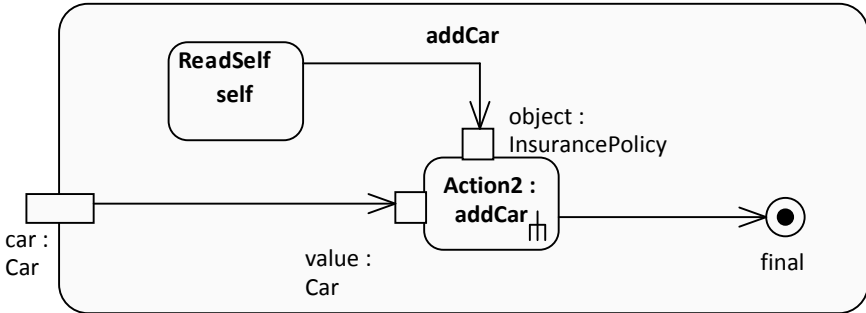 addCar
ReadSelf
self
object :
InsurancePolicy
Action2 :
addCar
car :
Car
value :
Car
final